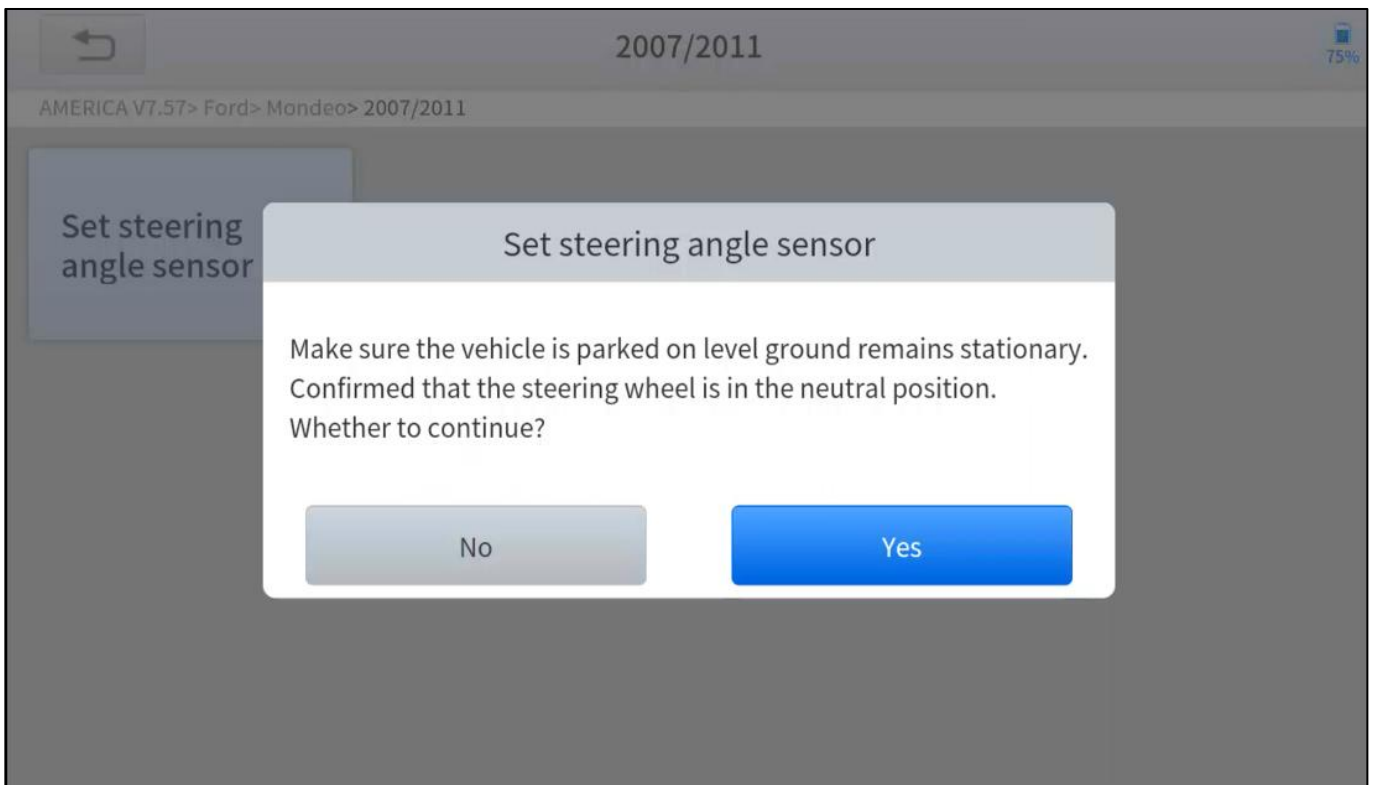 2007/2011
75%
AMERICA V7.57> Ford> Mondeo> 2007/2011
Set steering
angle sensor
Set steering angle sensor
Make sure the vehicle is parked on level ground remains stationary.
Confirmed that the steering wheel is in the neutral position.
Whether to continue?
No
Yes